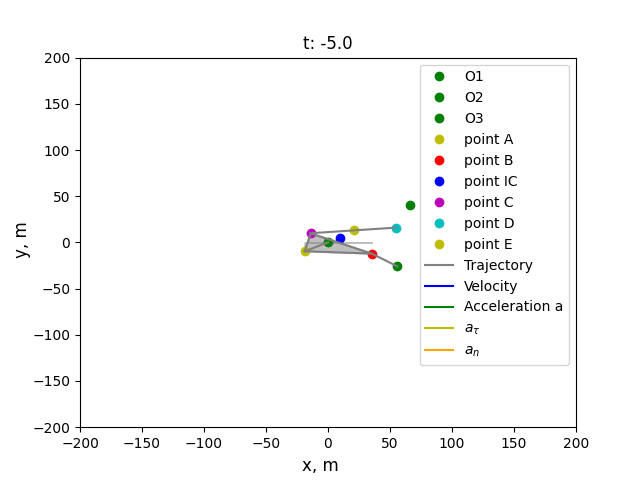 t: -5.0
200
150
100
50
0
−50
−100
−150
−200
y, m
−200 −150 −100 −50 0 50 100 150 200
x, m
O1
O2
O3
point A
point B
point IC
point C
point D
point E
Trajectory
Velocity
Acceleration a
aτ
an